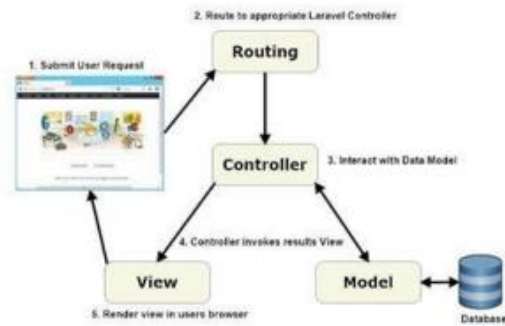 2. Route to appropriate Laravel Controller
1. Submit User Request
Routing
Controller
3. Interact with Data Model
4. Controller invokes results View
View
Model
5. Render view in users browser
Database